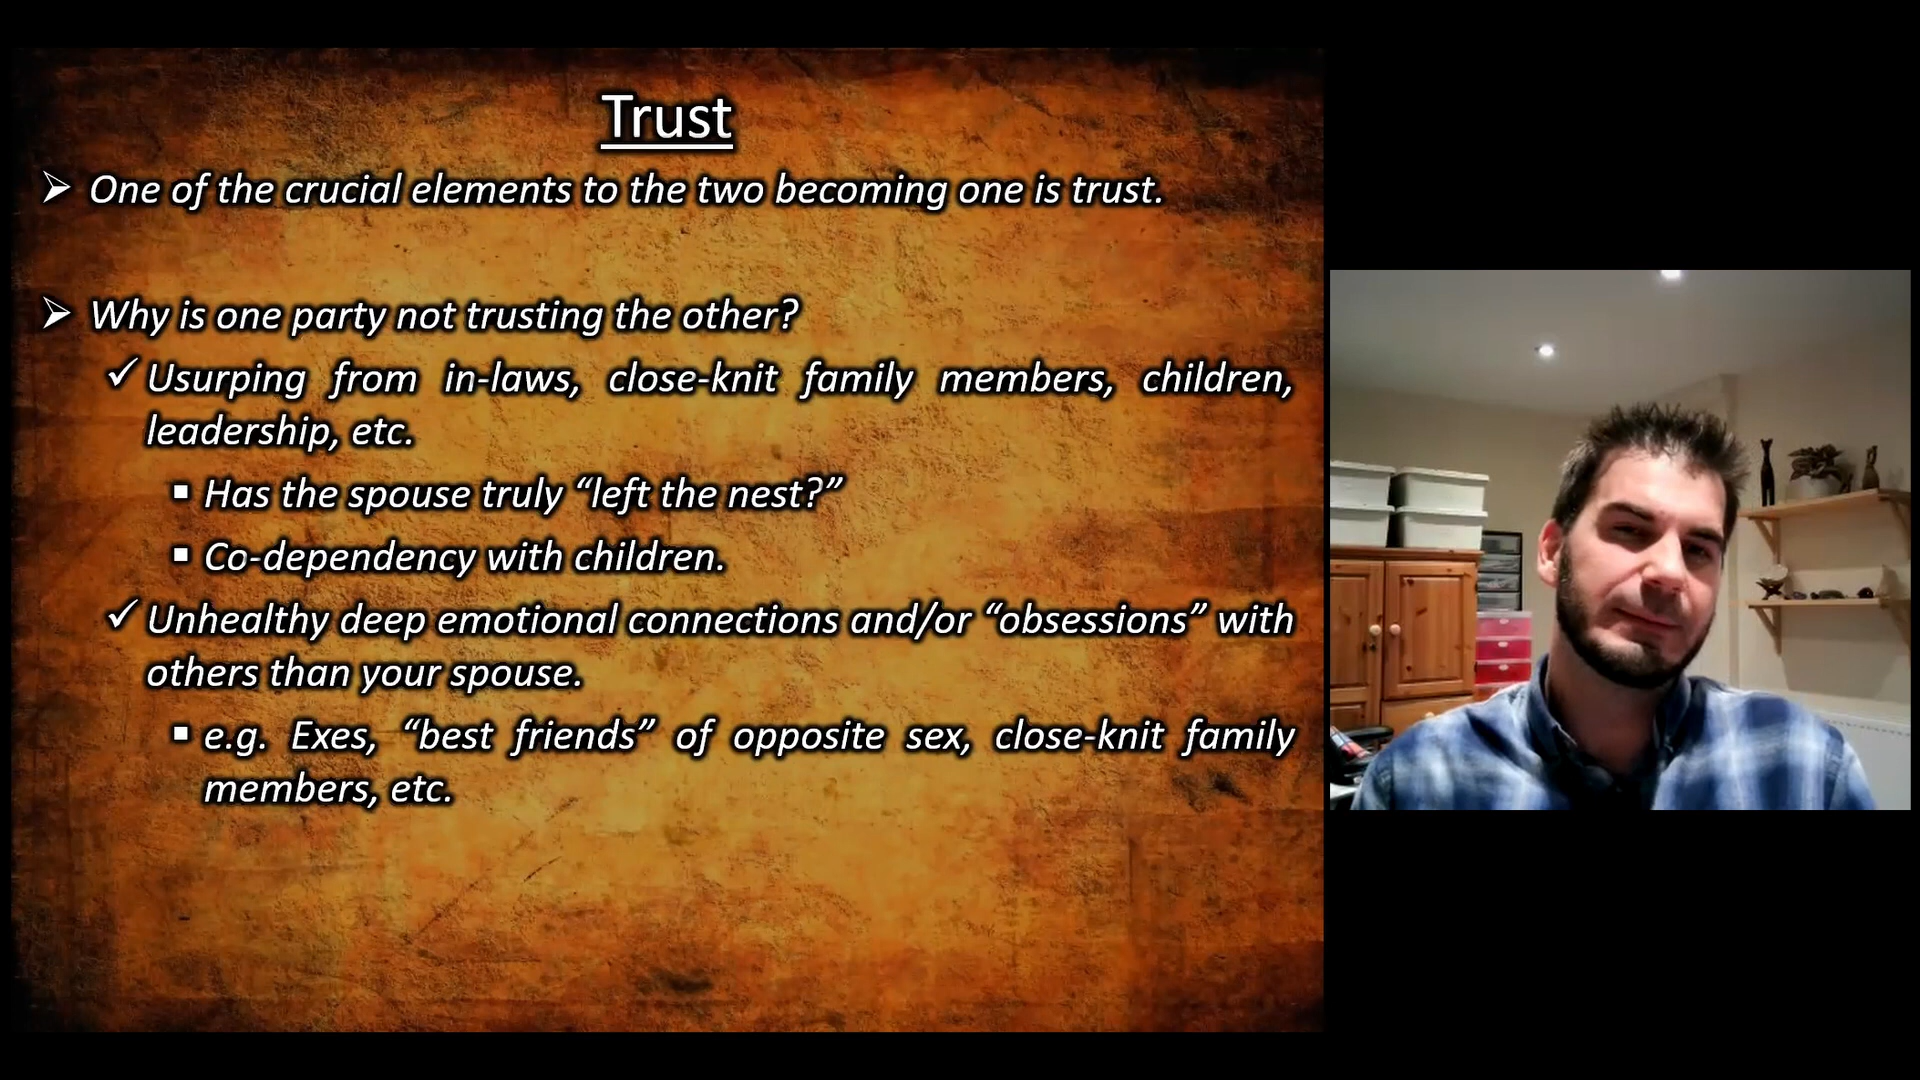 Trust
➢ One of the crucial elements to the two becoming one is trust.
➢ Why is one party not trusting the other?
✓ Usurping from in-laws, close-knit family members, children,
leadership, etc.
▪ Has the spouse truly “left the nest?”
▪ Co-dependency with children.
✓ Unhealthy deep emotional connections and/or “obsessions” with
others than your spouse.
▪ e.g. Exes, “best friends” of opposite sex, close-knit family
members, etc.